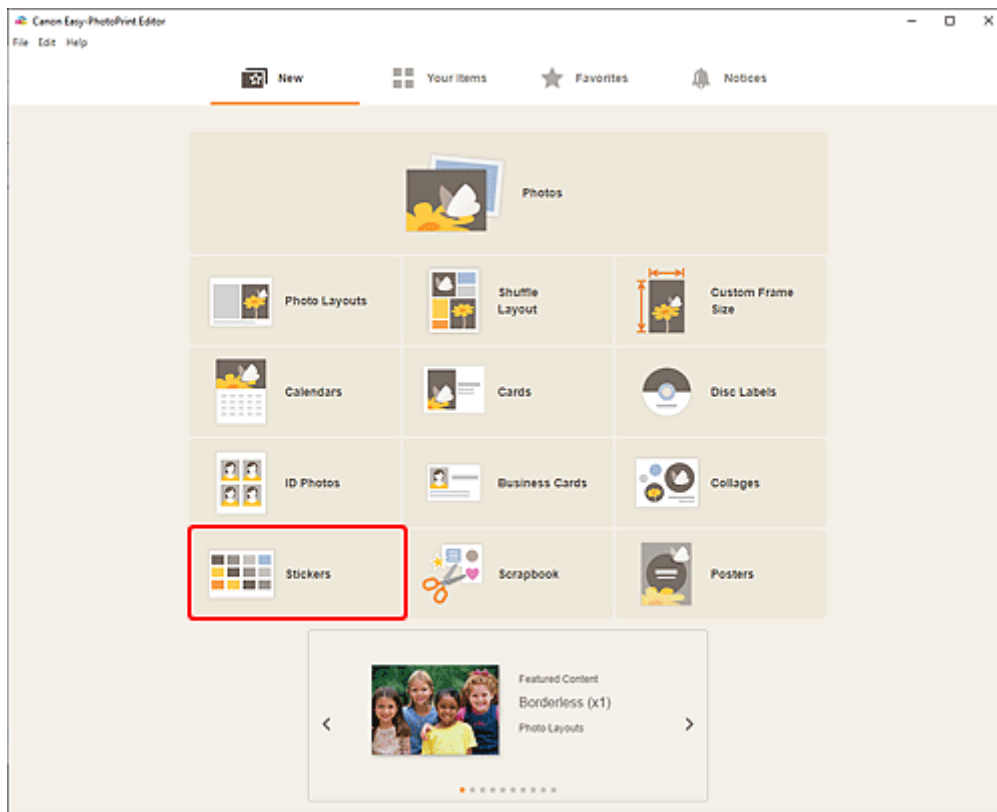 Canon Easy-PhotoPrint Editor
File Edit Help
New Your Items Favorites Notices
Photos
Photo Layouts
Shuffle
Layout
Custom Frame
Size
Calendars
Cards
Disc Labels
ID Photos
Business Cards
Collages
Stickers
Scrapbook
Posters
Featured Content
Borderless (x1)
Photo Layouts